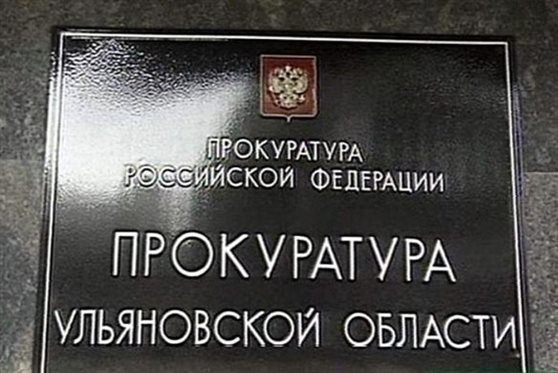 ПРОКУРАТУРА
РОССИЙСКОЙ ФЕДЕРАЦИИ
ПРОКУРАТУРА
УЛЬЯНОВСКОЙ ОБЛАСТИ